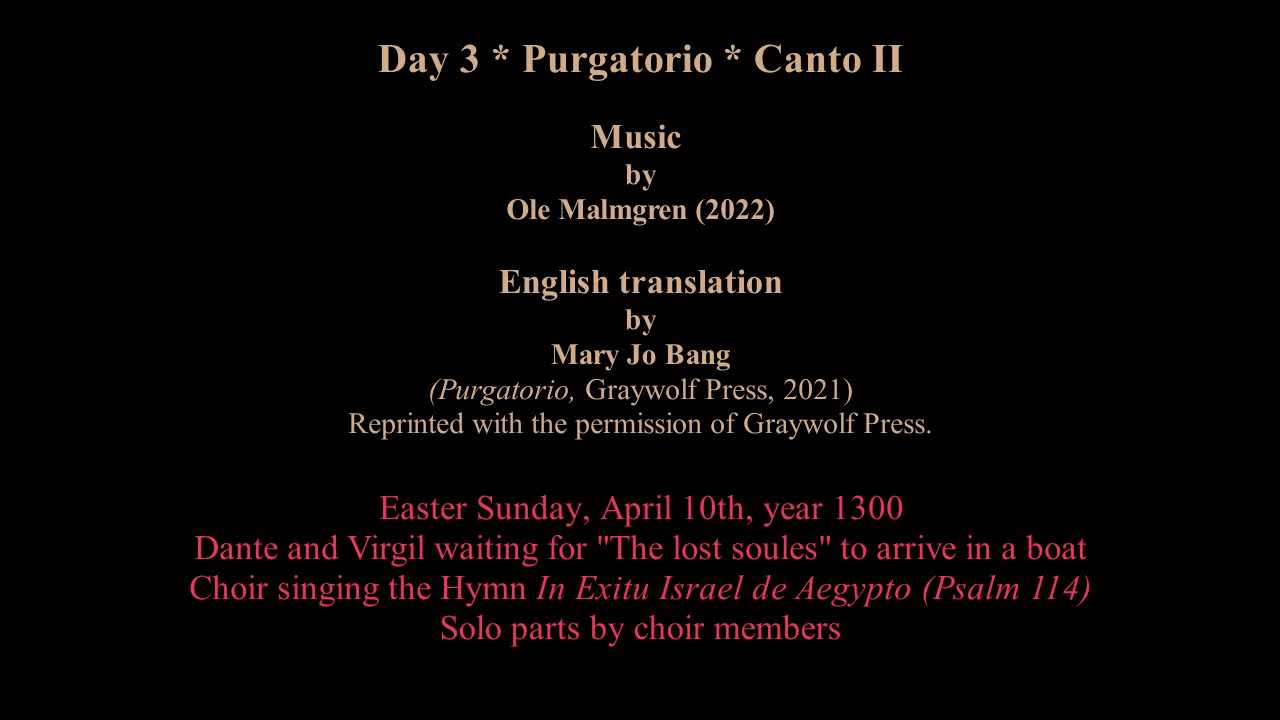 Day 3 * Purgatorio * Canto II
Music
by
Ole Malmgren (2022)
English translation
by
Mary Jo Bang
(Purgatorio, Graywolf Press, 2021)
Reprinted with the permission of Graywolf Press.
Easter Sunday, April 10th, year 1300
Dante and Virgil waiting for "The lost soules" to arrive in a boat
Choir singing the Hymn In Exitu Israel de Aegypto (Psalm 114)
Solo parts by choir members